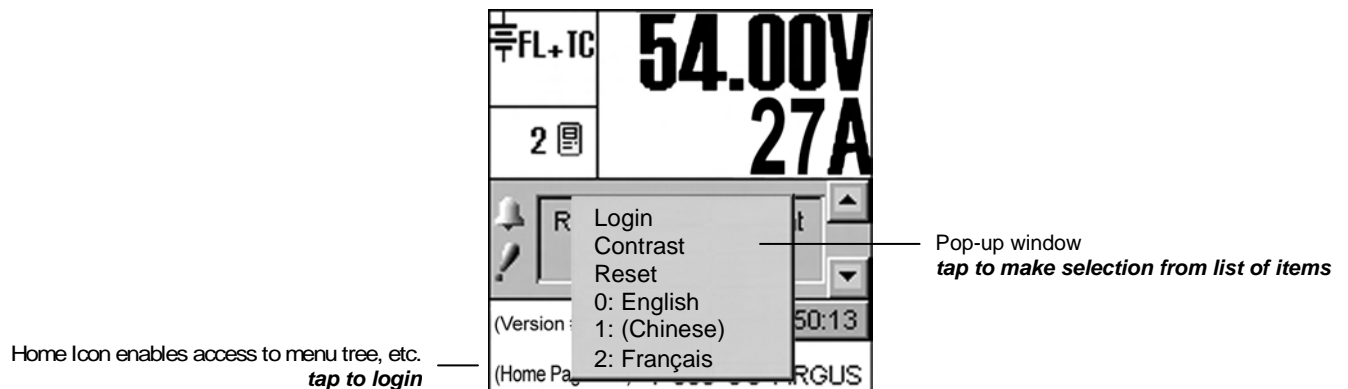 FL+TC
54.00V
27A
2
Login
Contrast
Reset
0: English
1: (Chinese)
2: Français
50:13
(Version
(Home
Pop-up window
tap to make selection from list of items
Home Icon enables access to menu tree, etc.
tap to login